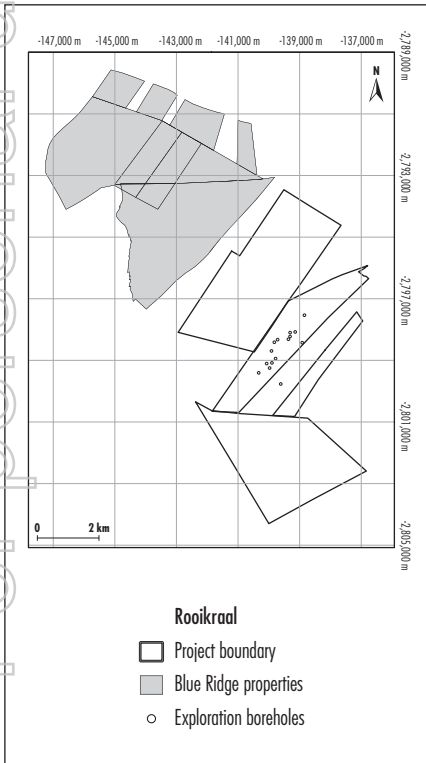 -147,000 m -145,000 m -143,000 m -141,000 m -139,000 m -137,000 m
-2,789,000 m
N
-2,793,000 m
-2,797,000 m
-2,801,000 m
0 2 km
-2,805,000 m
Rooikraal
Project boundary
Blue Ridge properties
Exploration boreholes